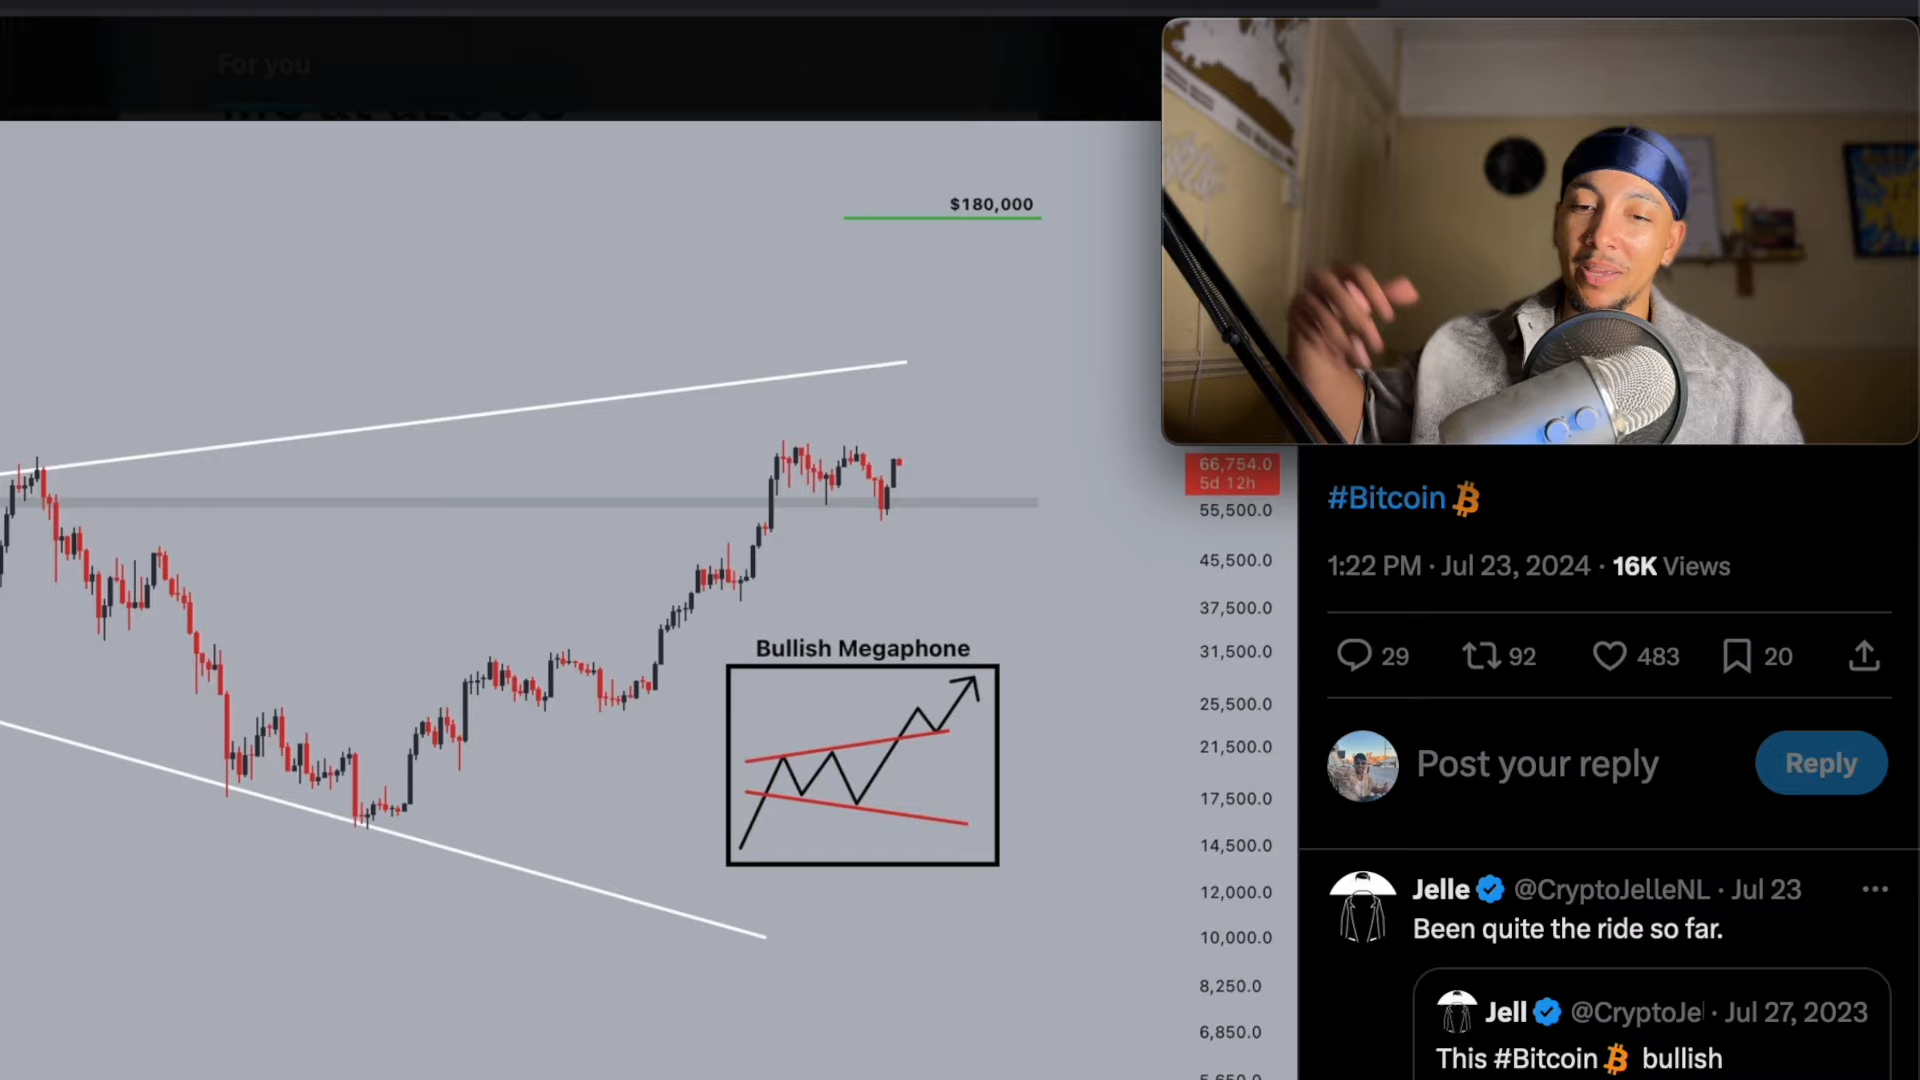 For you
$180,000
66,754.0
5d 12h
55,500.0
45,500.0
37,500.0
31,500.0
25,500.0
21,500.0
17,500.0
14,500.0
12,000.0
10,000.0
8,250.0
6,850.0
Bullish Megaphone
#Bitcoin
1:22 PM · Jul 23, 2024 · 16K Views
29 92 483 20
Post your reply
Reply
Jelle @CryptoJelleNL · Jul 23
Been quite the ride so far.
Jell @CryptoJe · Jul 27, 2023
This #Bitcoin bullish